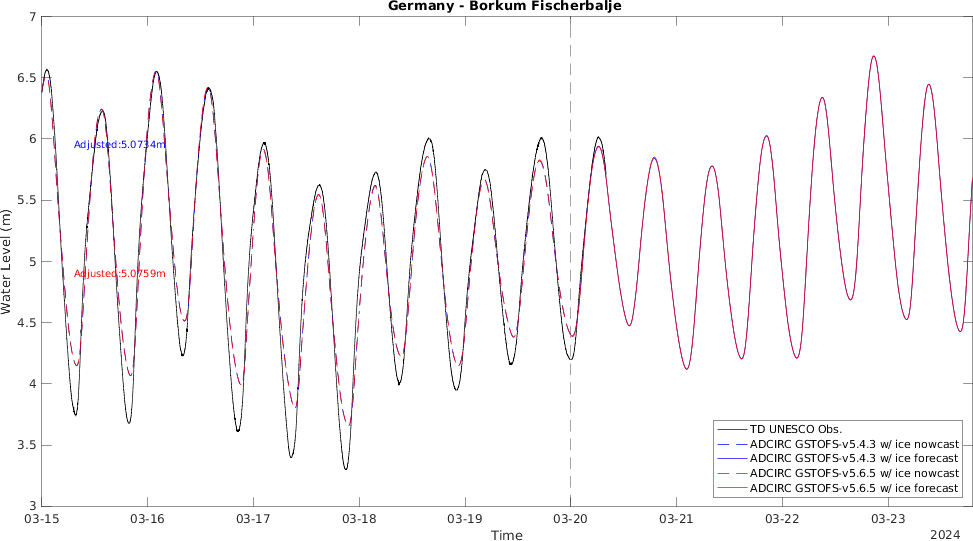 Germany - Borkum Fischerbalje
7
6.5
6
5.5
5
4.5
4
3.5
3
Water Level (m)
Adjusted:5.0734m
Adjusted:5.0759m
TD UNESCO Obs.
ADCIRC GSTOFS-v5.4.3 w/ ice nowcast
ADCIRC GSTOFS-v5.4.3 w/ ice forecast
ADCIRC GSTOFS-v5.6.5 w/ ice nowcast
ADCIRC GSTOFS-v5.6.5 w/ ice forecast
03-15 03-16 03-17 03-18 03-19 03-20 03-21 03-22 03-23
Time
2024